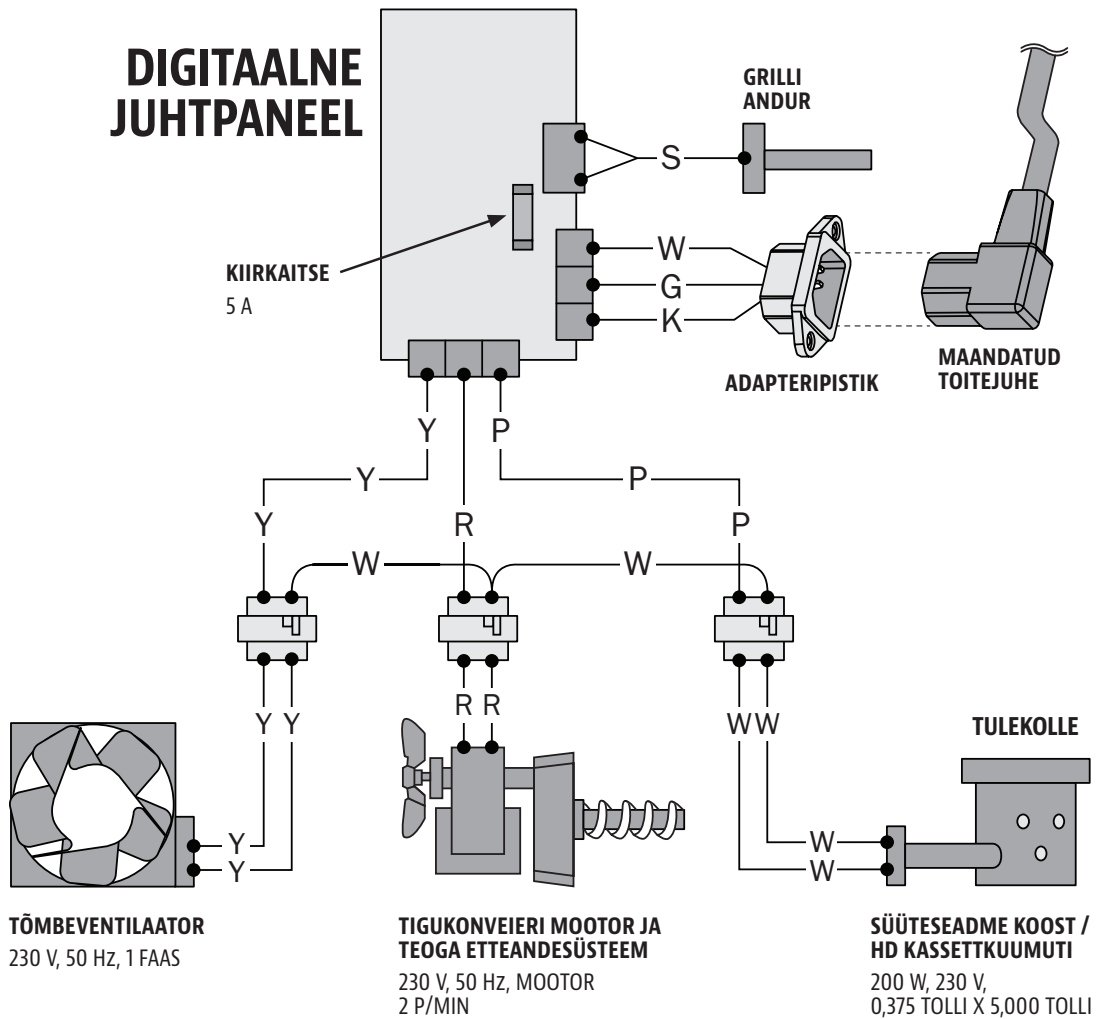 DIGITAALNE
JUHTPANEEL
GRILLI
ANDUR
S
KIIRKAITSE
5 A
W
G
K
ADAPTERIPISTIK
MAANDATUD
TOITEJUHE
Y
P
Y
P
Y
R
P
W
W
R R
Y Y
W W
TULEKOLLE
Y
Y
W
W
TÕMBEVENTILAATOR
230 V, 50 HZ, 1 FAAS
TIGUKONVEIERI MOOTOR JA
TEOGA ETTEANDESÜSTEEM
230 V, 50 HZ, MOOTOR
2 P/MIN
SÜÜTESEADME KOOST /
HD KASSETTKUUMUTI
200 W, 230 V,
0,375 TOLLI X 5,000 TOLLI